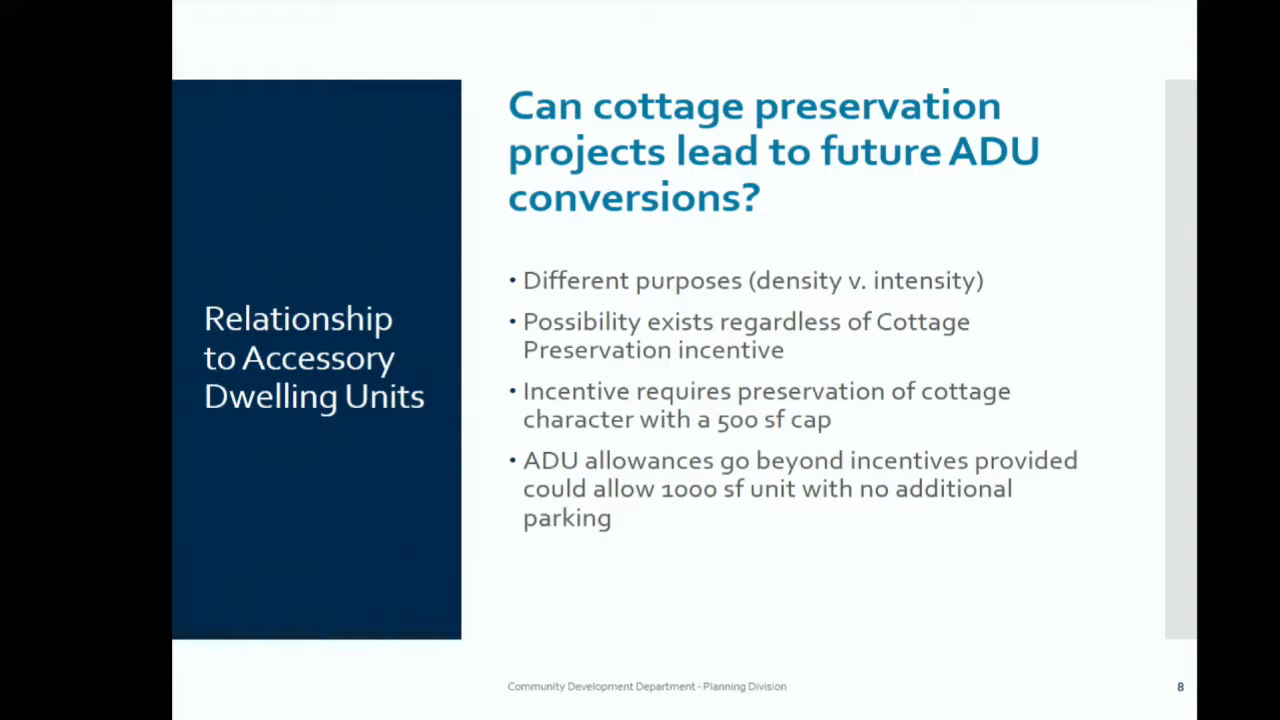 Relationship
to Accessory
Dwelling Units
Can cottage preservation
projects lead to future ADU
conversions?
• Different purposes (density v. intensity)
• Possibility exists regardless of Cottage
Preservation incentive
• Incentive requires preservation of cottage
character with a 500 sf cap
• ADU allowances go beyond incentives provided
could allow 1000 sf unit with no additional
parking
Community Development Department - Planning Division
8